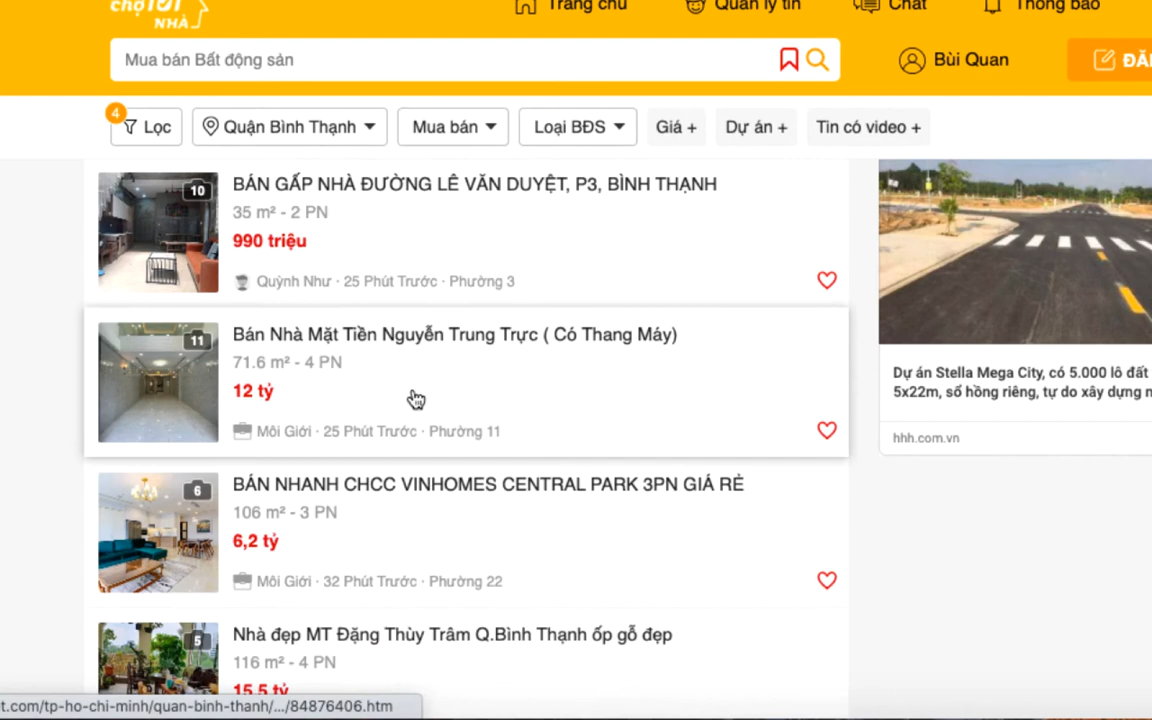 chợTỐT
NHÀ
Trang chủ
Quản lý tin
Chat
Thông báo
Mua bán Bất động sản
Bùi Quan
4
Lọc
Quận Bình Thạnh
Mua bán
Loại BĐS
Giá +
Dự án +
Tin có video +
10
BÁN GẤP NHÀ ĐƯỜNG LÊ VĂN DUYỆT, P3, BÌNH THẠNH
35 m² - 2 PN
990 triệu
Quỳnh Như · 25 Phút Trước · Phường 3
11
Bán Nhà Mặt Tiền Nguyễn Trung Trực ( Có Thang Máy)
71.6 m² - 4 PN
12 tỷ
Môi Giới · 25 Phút Trước · Phường 11
Dự án Stella Mega City, có 5.000 lô đất
5x22m, sổ hồng riêng, tự do xây dựng
hhh.com.vn
6
BÁN NHANH CHCC VINHOMES CENTRAL PARK 3PN GIÁ RẺ
106 m² - 3 PN
6,2 tỷ
Môi Giới · 32 Phút Trước · Phường 22
5
Nhà đẹp MT Đặng Thùy Trâm Q.Bình Thạnh ốp gỗ đẹp
116 m² - 4 PN
15,5 tỷ
t.com/tp-ho-chi-minh/quan-binh-thanh/.../84876406.htm